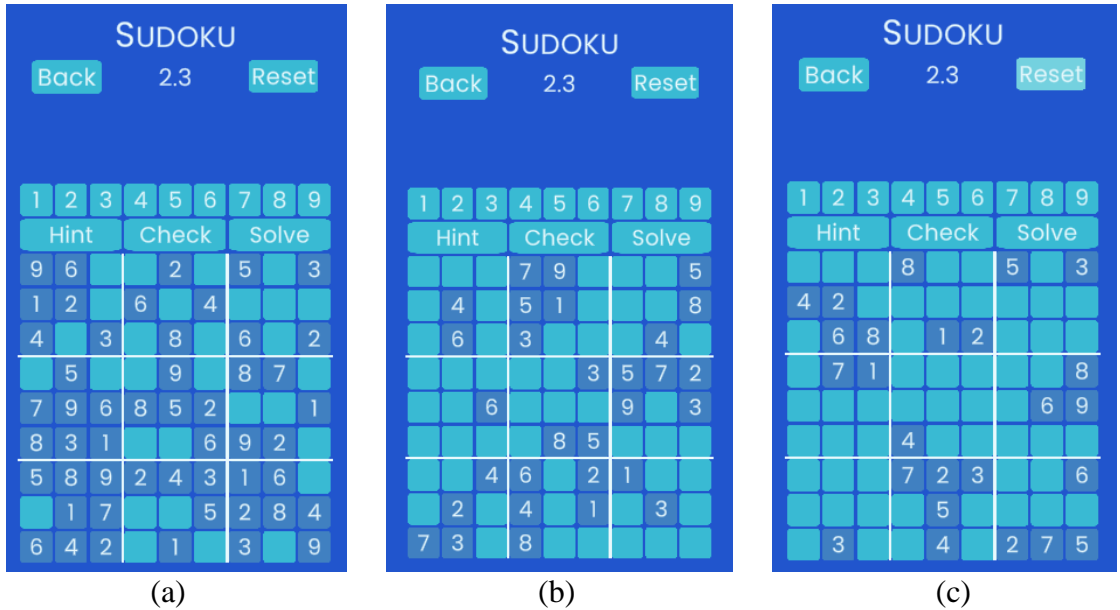 SUDOKU
Back 2.3 Reset
1 2 3 4 5 6 7 8 9
Hint Check Solve
9 6 2 5 3
1 2 6 4
4 3 8 6 2
5 9 8 7
7 9 6 8 5 2 1
8 3 1 6 9 2
5 8 9 2 4 3 1 6
1 7 5 2 8 4
6 4 2 1 3 9
(a)
SUDOKU
Back 2.3 Reset
1 2 3 4 5 6 7 8 9
Hint Check Solve
7 9 5
4 5 1 8
6 3 4
3 5 7 2
6 9 3
8 5
4 6 2 1
2 4 1 3
7 3 8
(b)
SUDOKU
Back 2.3 Reset
1 2 3 4 5 6 7 8 9
Hint Check Solve
8 5 3
4 2
6 8 1 2
7 1 8
6 9
4
7 2 3 6
5
3 4 2 7 5
(c)